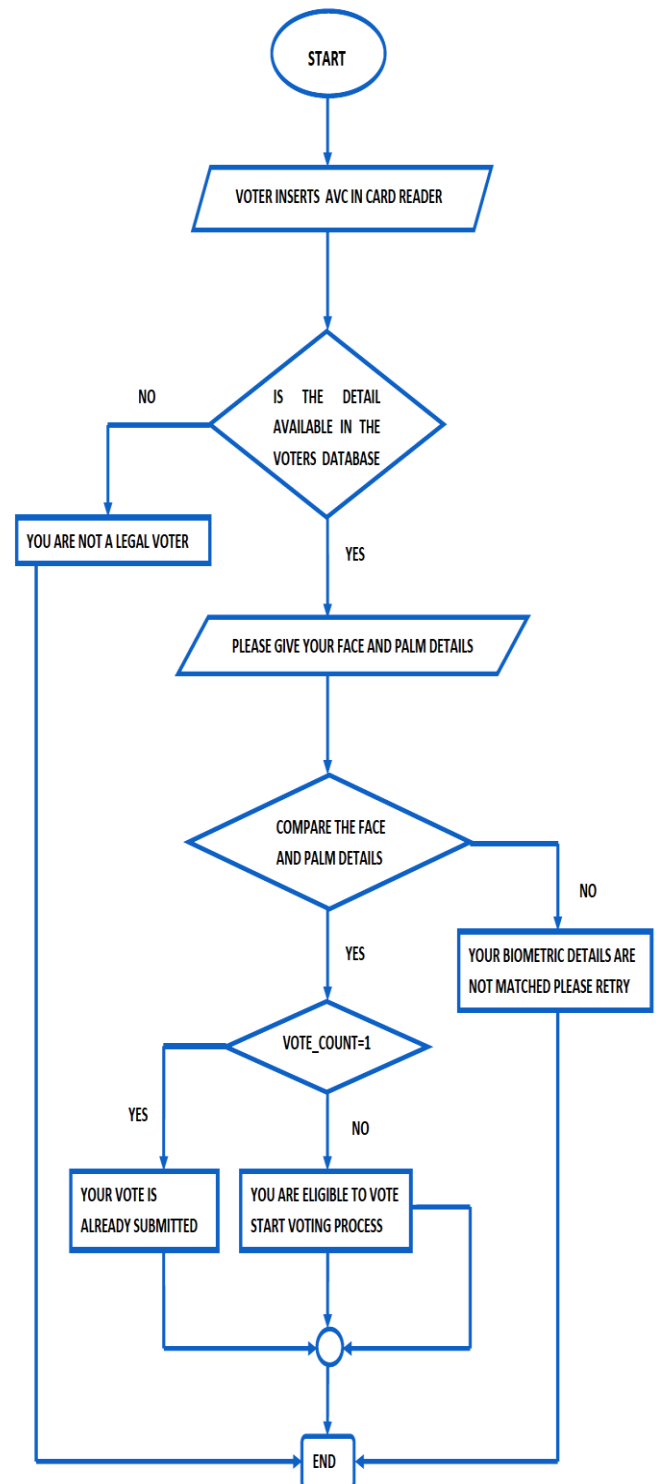 START
VOTER INSERTS AVC IN CARD READER
NO
IS THE DETAIL
AVAILABLE IN THE
VOTERS DATABASE
YOU ARE NOT A LEGAL VOTER
YES
PLEASE GIVE YOUR FACE AND PALM DETAILS
COMPARE THE FACE
AND PALM DETAILS
NO
YES
YOUR BIOMETRIC DETAILS ARE
NOT MATCHED PLEASE RETRY
VOTE_COUNT=1
YES
NO
YOUR VOTE IS
ALREADY SUBMITTED
YOU ARE ELIGIBLE TO VOTE
START VOTING PROCESS
END